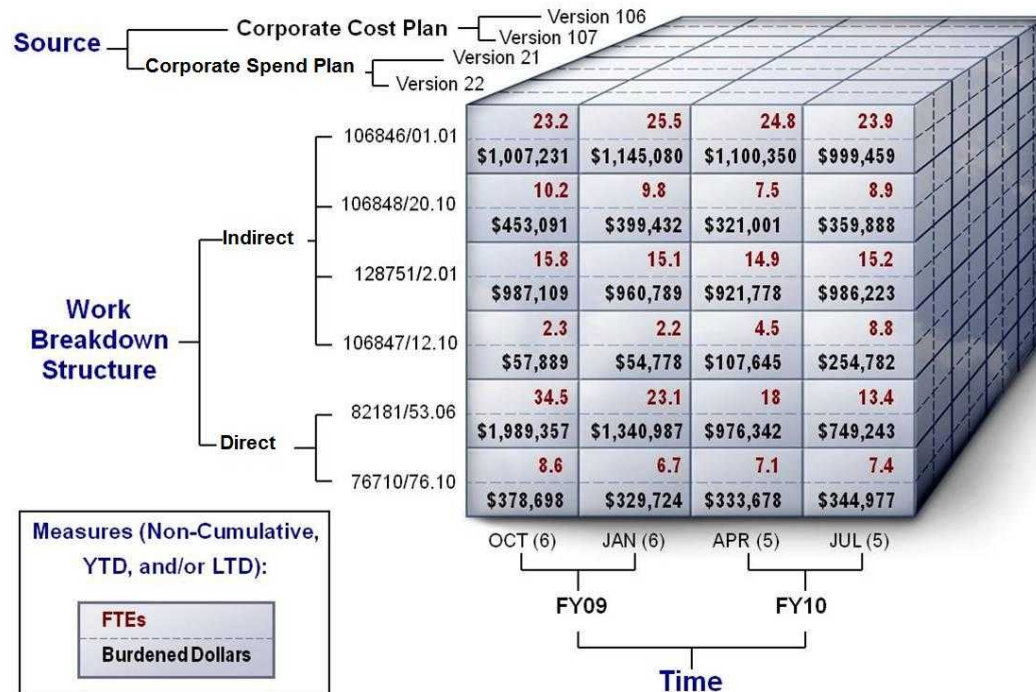 Source
Corporate Cost Plan
Version 106
Version 107
Corporate Spend Plan
Version 21
Version 22
Work
Breakdown
Structure
Indirect
106846/01.01
106848/20.10
128751/2.01
106847/12.10
Direct
82181/53.06
76710/76.10
23.2 25.5 24.8 23.9
$1,007,231 $1,145,080 $1,100,350 $999,459
10.2 9.8 7.5 8.9
$453,091 $399,432 $321,001 $359,888
15.8 15.1 14.9 15.2
$987,109 $960,789 $921,778 $986,223
2.3 2.2 4.5 8.8
$57,889 $54,778 $107,645 $254,782
34.5 23.1 18 13.4
$1,989,357 $1,340,987 $976,342 $749,243
8.6 6.7 7.1 7.4
$378,698 $329,724 $333,678 $344,977
OCT (6) JAN (6) APR (5) JUL (5)
FY09 FY10
Time
Measures (Non-Cumulative,
YTD, and/or LTD):
FTEs
Burdened Dollars